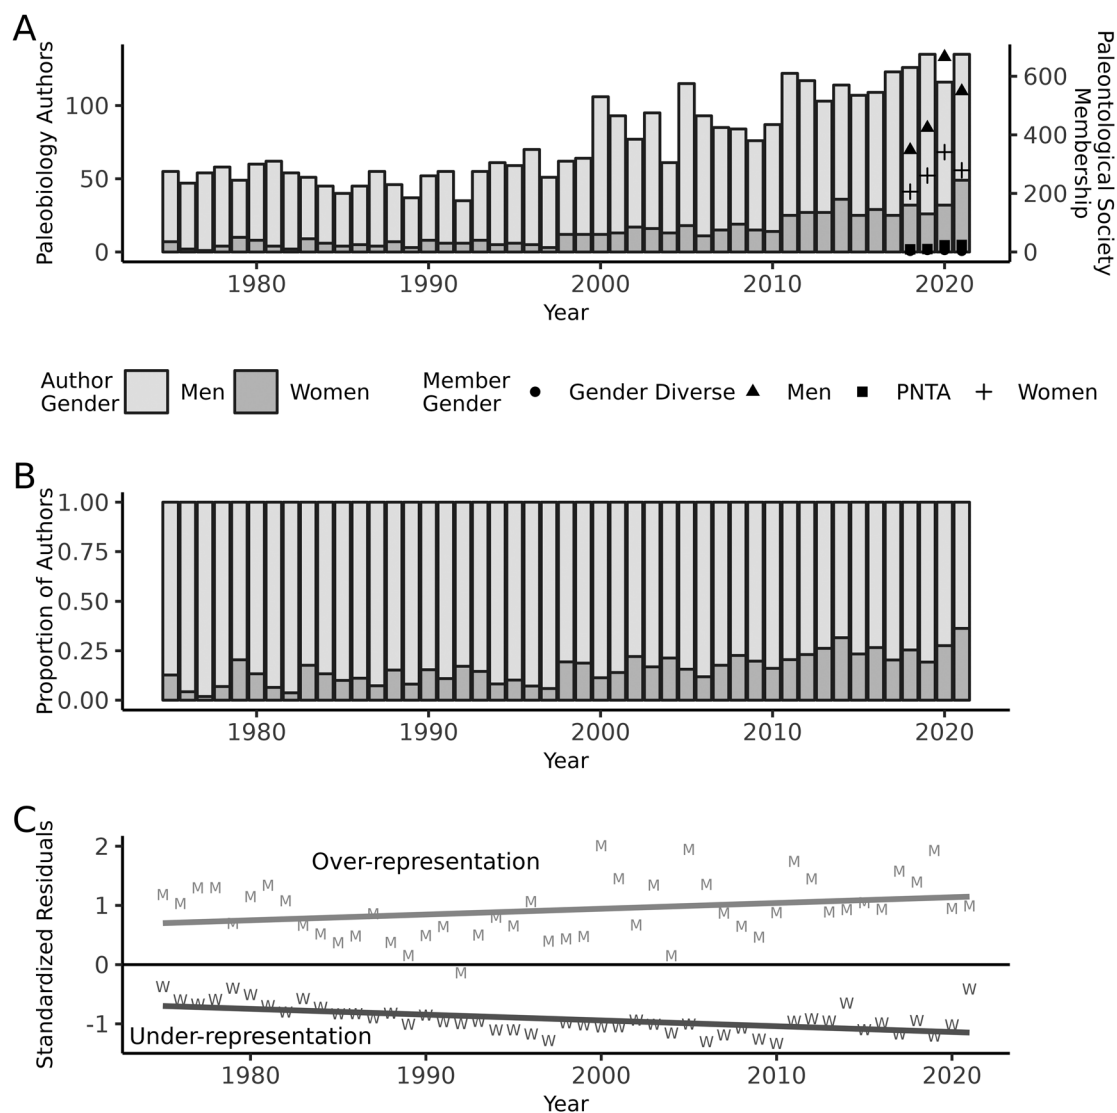 A
Paleobiology Authors
100
50
0
600
400
200
0
Paleontological Society
Membership
1980
1990
2000
2010
2020
Year
Author
Gender
Men
Women
Member
Gender
Gender Diverse
Men
PNTA
Women
B
Proportion of Authors
1.00
0.75
0.50
0.25
0.00
1980
1990
2000
2010
2020
Year
C
Standardized Residuals
2
1
0
-1
Over-representation
Under-representation
1980
1990
2000
2010
2020
Year